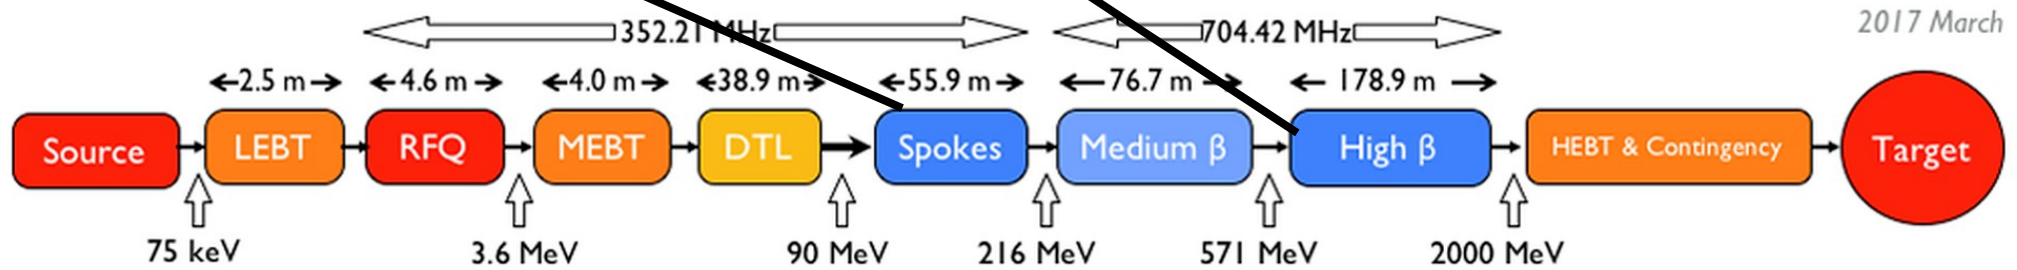 352.21 MHz 704.42 MHz 2017 March
2.5 m 4.6 m 4.0 m 38.9 m 55.9 m 76.7 m 178.9 m
Source LEBT RFQ MEBT DTL Spokes Medium β High β HEBT & Contingency Target
75 keV 3.6 MeV 90 MeV 216 MeV 571 MeV 2000 MeV